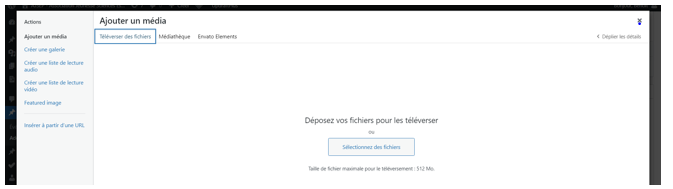 Actions
Ajouter un média
Créer une galerie
Créer une liste de lecture
audio
Créer une liste de lecture
vidéo
Featured image
Insérer à partir d'une URL
Ajouter un média
Téléverser des fichiers Médiathèque Envato Elements
Déplier les détails
Déposez vos fichiers pour les téléverser
ou
Sélectionnez des fichiers
Taille de fichier maximale pour le téléversement : 512 Mo.